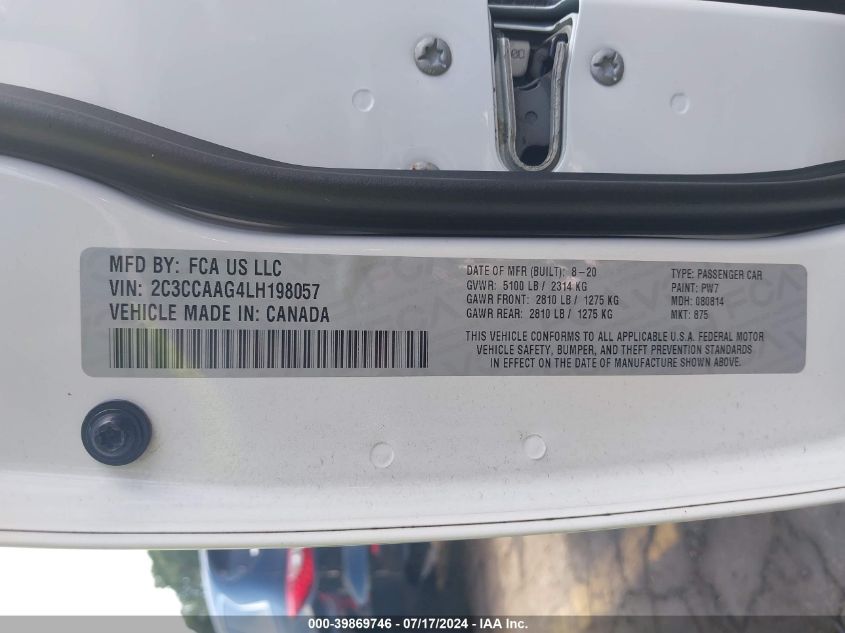 MFD BY: FCA US LLC
VIN: 2C3CCAAG4LH198057
VEHICLE MADE IN: CANADA
DATE OF MFR (BUILT): 8-20
GVWR: 5100 LB / 2314 KG
GAWR FRONT: 2810 LB / 1275 KG
GAWR REAR: 2810 LB / 1275 KG
TYPE: PASSENGER CAR
PAINT: PW7
MDH: 080814
MKT: 875
THIS VEHICLE CONFORMS TO ALL APPLICABLE U.S.A. FEDERAL MOTOR
VEHICLE SAFETY, BUMPER, AND THEFT PREVENTION STANDARDS
IN EFFECT ON THE DATE OF MANUFACTURE SHOWN ABOVE.
000-39869746 - 07/17/2024 - IAA Inc.